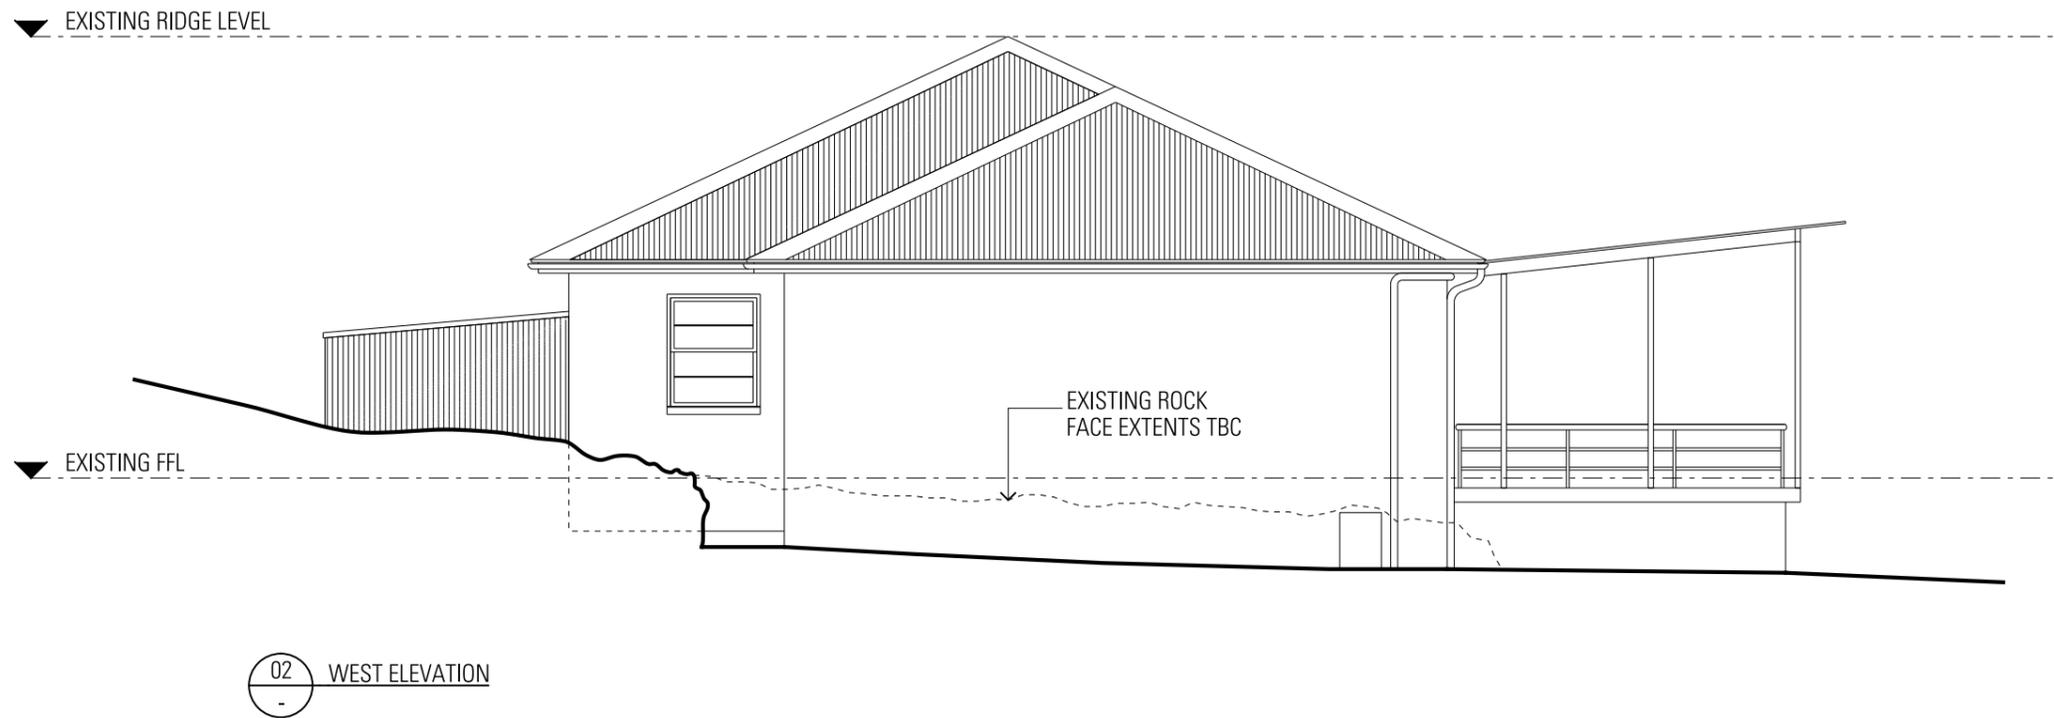 EXISTING RIDGE LEVEL
EXISTING ROCK
FACE EXTENTS TBC
EXISTING FFL
02
WEST ELEVATION
-